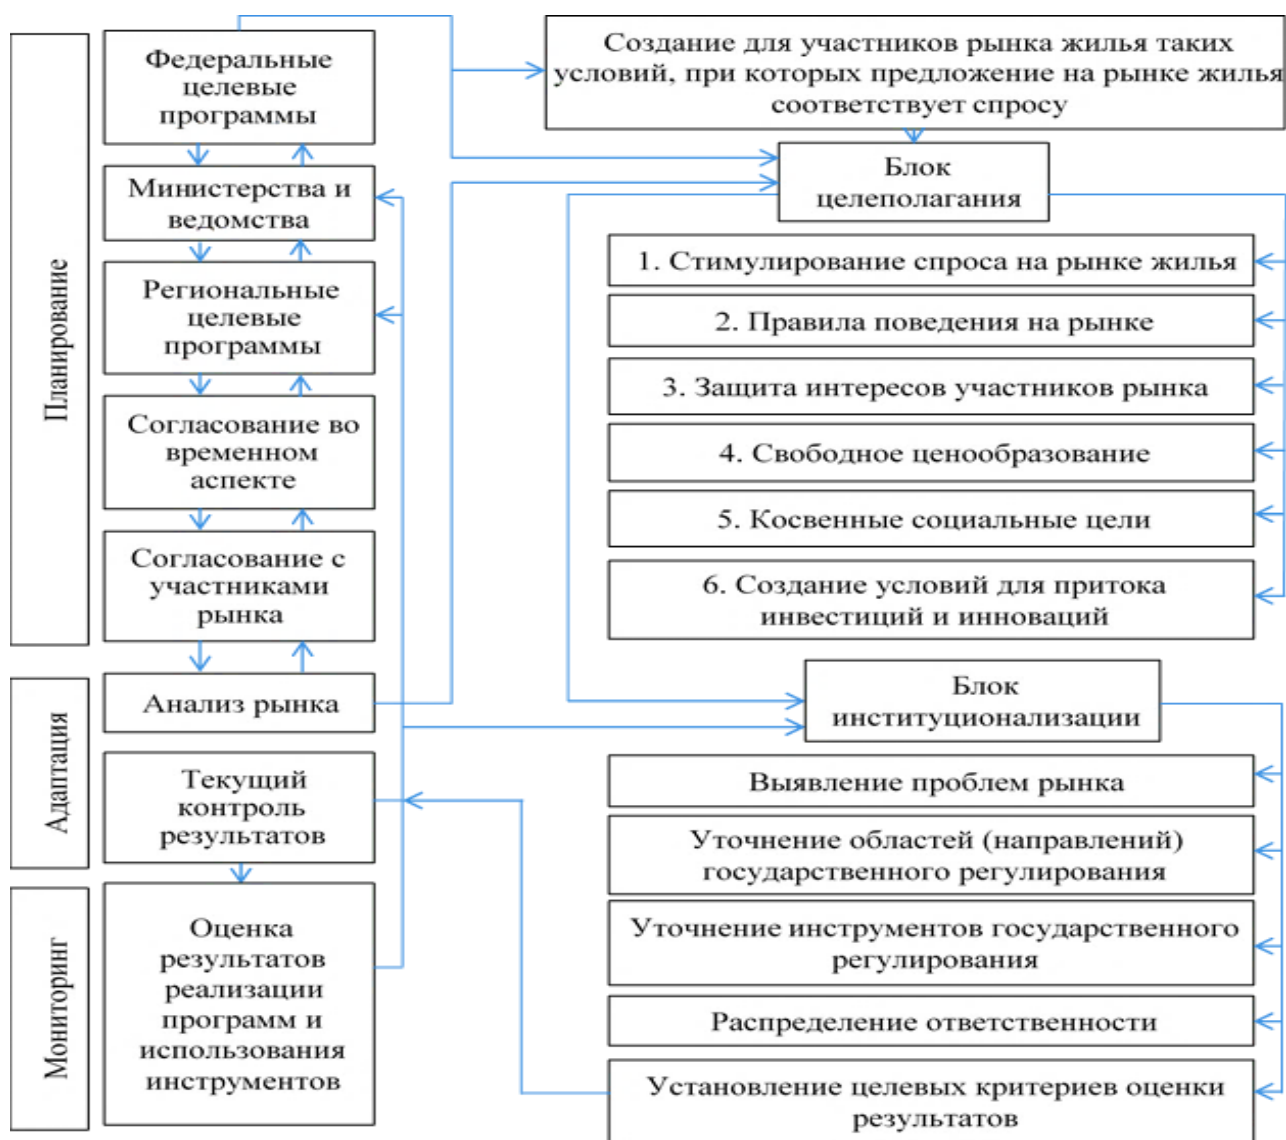 Планирование
Федеральные
целевые
программы
Министерства и
ведомства
Региональные
целевые
программы
Согласование во
временном
аспекте
Согласование с
участниками
рынка
Адаптация
Анализ рынка
Текущий
контроль
результатов
Мониторинг
Оценка
результатов
реализации
программ и
использования
инструментов
Создание для участников рынка жилья таких
условий, при которых предложение на рынке жилья
соответствует спросу
Блок
целеполагания
1. Стимулирование спроса на рынке жилья
2. Правила поведения на рынке
3. Защита интересов участников рынка
4. Свободное ценообразование
5. Косвенные социальные цели
6. Создание условий для притока
инвестиций и инноваций
Блок
институционализации
Выявление проблем рынка
Уточнение областей (направлений)
государственного регулирования
Уточнение инструментов государственного
регулирования
Распределение ответственности
Установление целевых критериев оценки
результатов